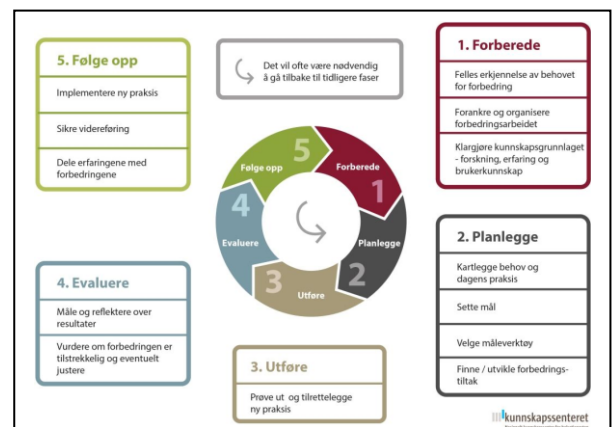 5. Følge opp
Implementere ny praksis
Sikre videreføring
Dele erfaringene med
forbedringene
Det vil ofte være nødvendig
å gå tilbake til tidligere faser
1. Forberede
Felles erkjennelse av behovet
for forbedring
Forankre og organisere
forbedringsarbeidet
Klargjøre kunnskapsgrunnlaget
- forskning, erfaring og
brukerkunnskap
5
Følge opp
Forberede
1
4
Evaluere
Planlegge
2
3
Utføre
2. Planlegge
Kartlegge behov og
dagens praksis
Sette mål
Velge måleverktøy
Finne / utvikle forbedrings-
tiltak
4. Evaluere
Måle og reflektere over
resultater
Vurdere om forbedringen er
tilstrekkelig og eventuelt
justere
3. Utføre
Prøve ut og tilrettelegge
ny praksis
kunnskapssenteret